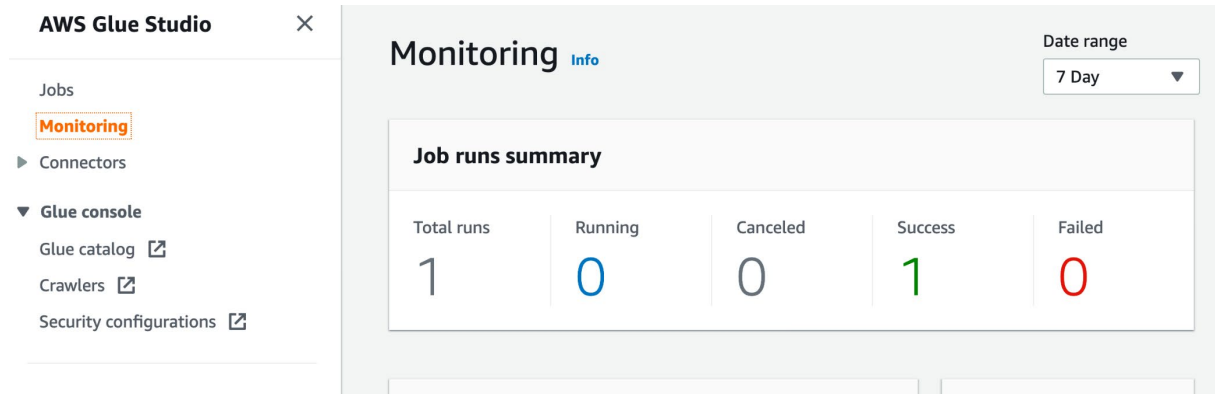 AWS Glue Studio
Jobs
Monitoring
Connectors
Glue console
Glue catalog
Crawlers
Security configurations
Monitoring Info
Date range
7 Day
Job runs summary
Total runs Running Canceled Success Failed
1 0 0 1 0